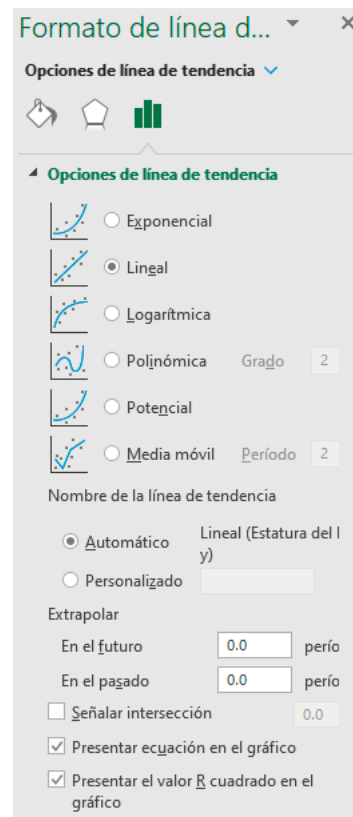 Formato de línea d...
Opciones de línea de tendencia
Opciones de línea de tendencia
Exponencial
Lineal
Logarítmica
Polinómica Grado 2
Potencial
Media móvil Período 2
Nombre de la línea de tendencia
Automático Lineal (Estatura del l
y)
Personalizado
Extrapolar
En el futuro 0.0 perío
En el pasado 0.0 perío
Señalar intersección 0.0
Presentar ecuación en el gráfico
Presentar el valor R cuadrado en el
gráfico